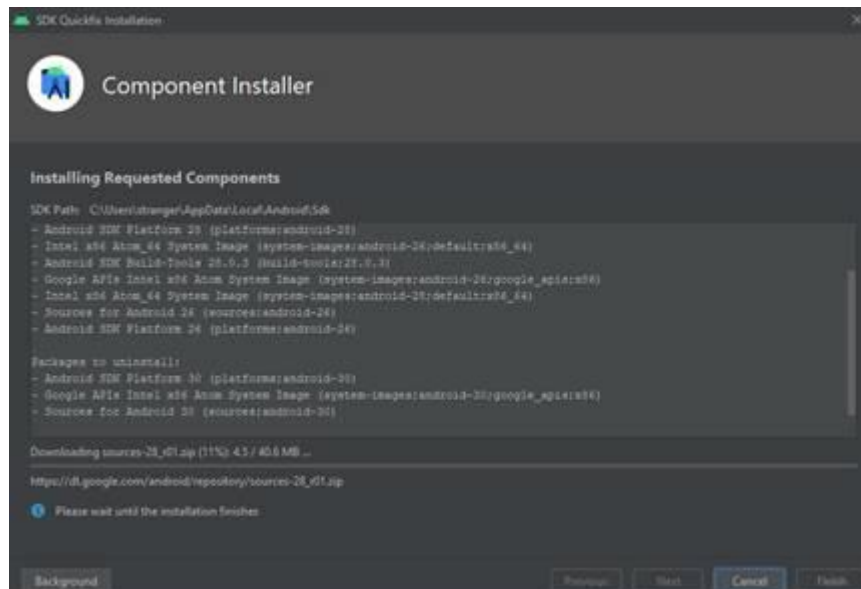 SDK Quickfix Installation
Component Installer
Installing Requested Components
SDK Path: C:\Users\stranger\AppData\Local\Android\Sdk
- Android SDK Platform 28 (platforms;android-28)
- Intel x86 Atom_64 System Image (system-images;android-26;default;x86_64)
- Android SDK Build-Tools 28.0.3 (build-tools;28.0.3)
- Google APIs Intel x86 Atom System Image (system-images;android-26;google_apis;x86)
- Intel x86 Atom_64 System Image (system-images;android-28;default;x86_64)
- Sources for Android 26 (sources;android-26)
- Android SDK Platform 26 (platforms;android-26)
Packages to uninstall:
- Android SDK Platform 30 (platforms;android-30)
- Google APIs Intel x86 Atom System Image (system-images;android-30;google_apis;x86)
- Sources for Android 30 (sources;android-30)
Downloading sources-28_r01.zip (11%): 4.5 / 40.6 MB ...
https://dl.google.com/android/repository/sources-28_r01.zip
Please wait until the installation finishes
Background
Previous
Next
Cancel
Finish